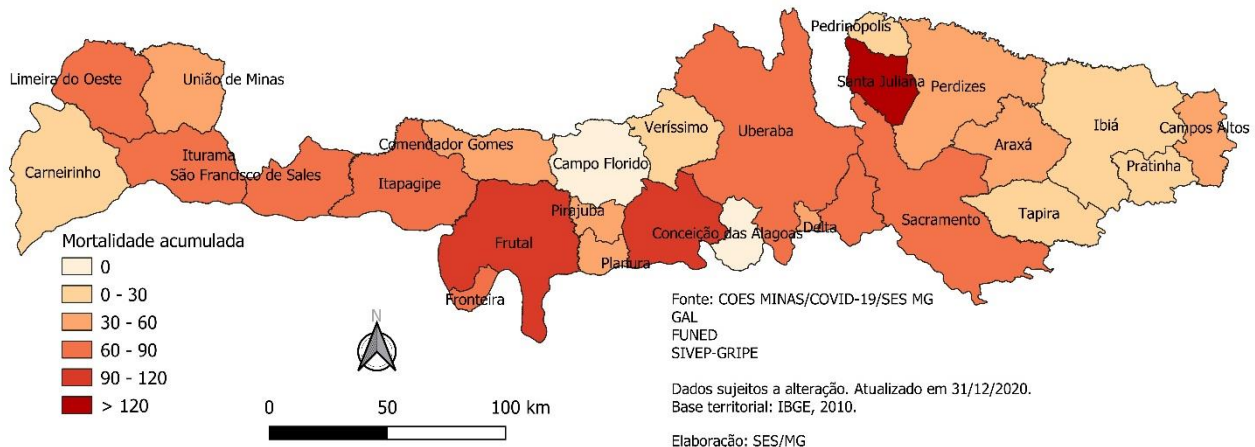 Pedrinópolis
Limeira do Oeste
União de Minas
Santa Juliana
Perdizes
Carneirinho
Iturama
São Francisco de Sales
Comendador Gomes
Itapagipe
Campo Florido
Veríssimo
Uberaba
Ibiá
Campos Altos
Araxá
Pratinha
Tapira
Sacramento
Pirajuba
Frutal
Conceição das Alagoas
Delta
Planura
Fronteira
Mortalidade acumulada
0
0 - 30
30 - 60
60 - 90
90 - 120
> 120
N
0 50 100 km
Fonte: COES MINAS/COVID-19/SES MG
GAL
FUNED
SIVEP-GRIPE
Dados sujeitos a alteração. Atualizado em 31/12/2020.
Base territorial: IBGE, 2010.
Elaboração: SES/MG